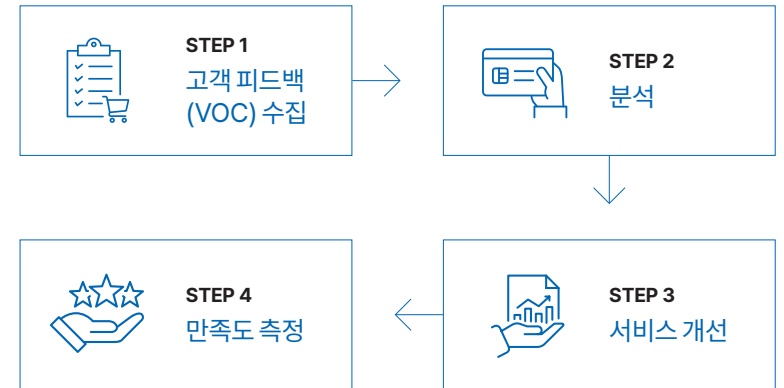 STEP 1
고객 피드백
(VOC) 수집
STEP 2
분석
STEP 3
서비스 개선
STEP 4
만족도 측정